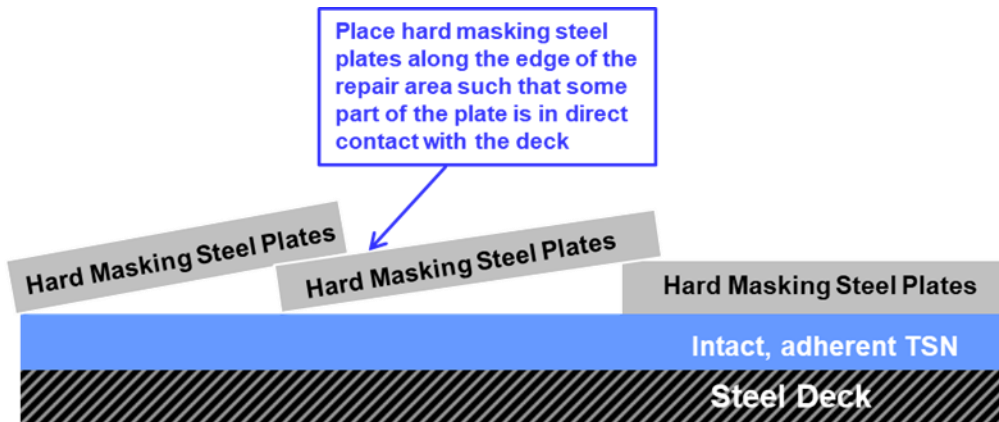 Place hard masking steel
plates along the edge of the
repair area such that some
part of the plate is in direct
contact with the deck
Hard Masking Steel Plates
Hard Masking Steel Plates
Hard Masking Steel Plates
Intact, adherent TSN
Steel Deck